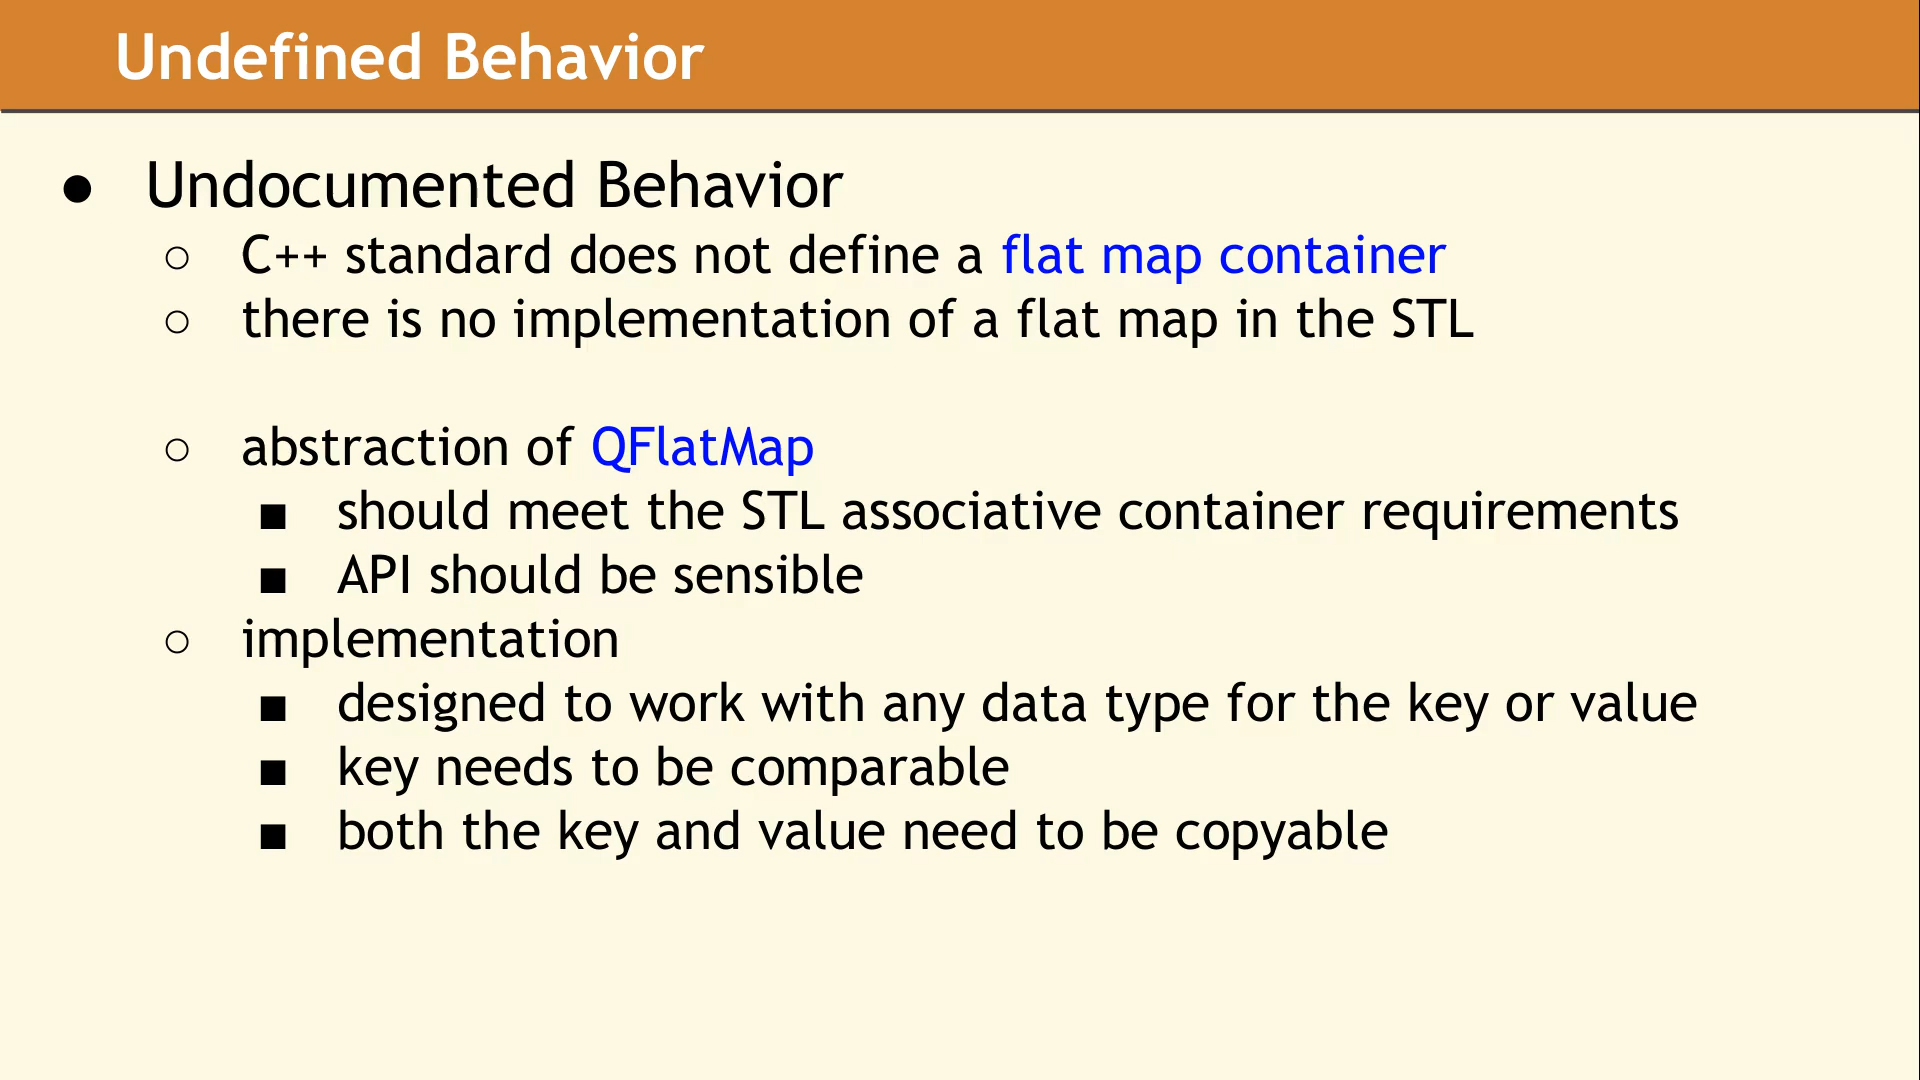 Undefined Behavior
● Undocumented Behavior
○ C++ standard does not define a flat map container
○ there is no implementation of a flat map in the STL
○ abstraction of QFlatMap
■ should meet the STL associative container requirements
■ API should be sensible
○ implementation
■ designed to work with any data type for the key or value
■ key needs to be comparable
■ both the key and value need to be copyable